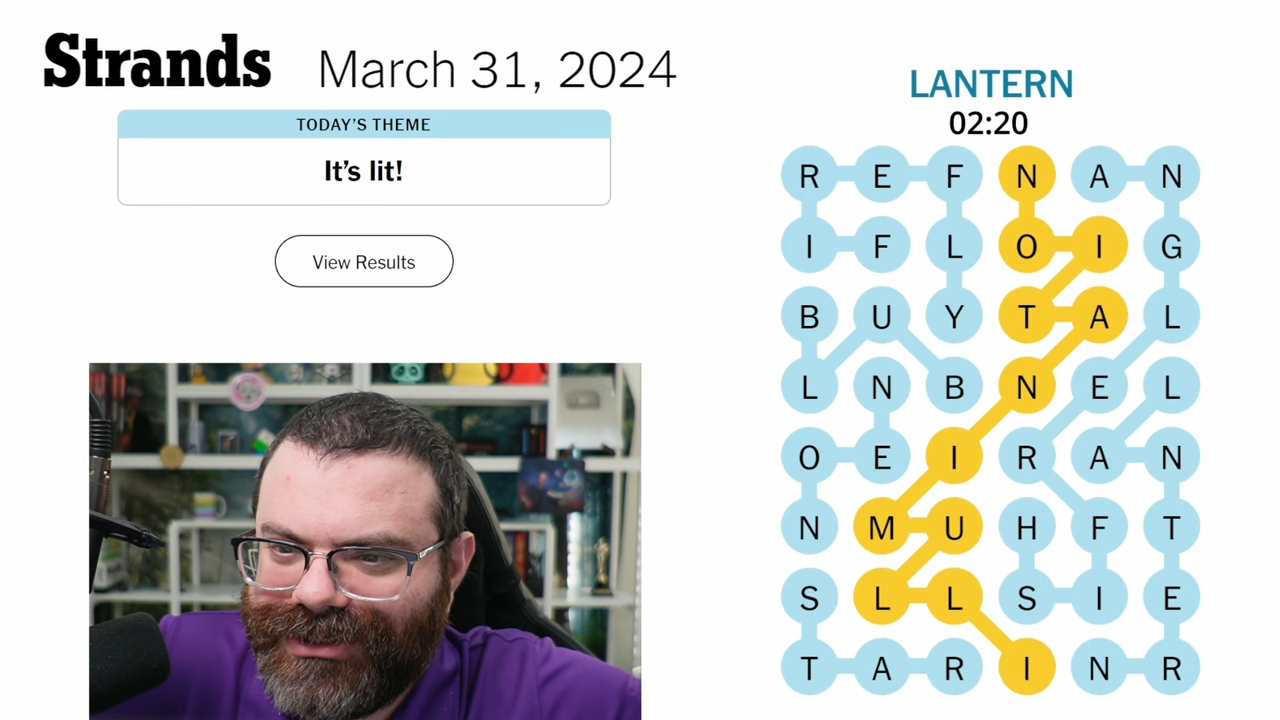 Strands March 31, 2024
TODAY'S THEME
It's lit!
View Results
LANTERN
02:20
R E F N A N
I F L O I G
B U Y T A L
L N B N E L
O E I R A N
N M U H F T
S L L S I E
T A R I N R